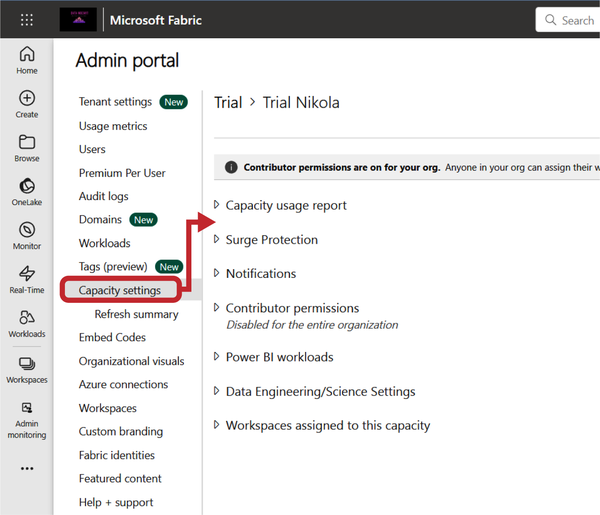 Microsoft Fabric
Search
Home
Create
Browse
OneLake
Monitor
Real-Time
Workloads
Workspaces
Admin
monitoring
Admin portal
Tenant settings New
Usage metrics
Users
Premium Per User
Audit logs
Domains New
Workloads
Tags (preview) New
Capacity settings
Refresh summary
Embed Codes
Organizational visuals
Azure connections
Workspaces
Custom branding
Fabric identities
Featured content
Help + support
Trial > Trial Nikola
Contributor permissions are on for your org. Anyone in your org can assign their w
Capacity usage report
Surge Protection
Notifications
Contributor permissions
Disabled for the entire organization
Power BI workloads
Data Engineering/Science Settings
Workspaces assigned to this capacity